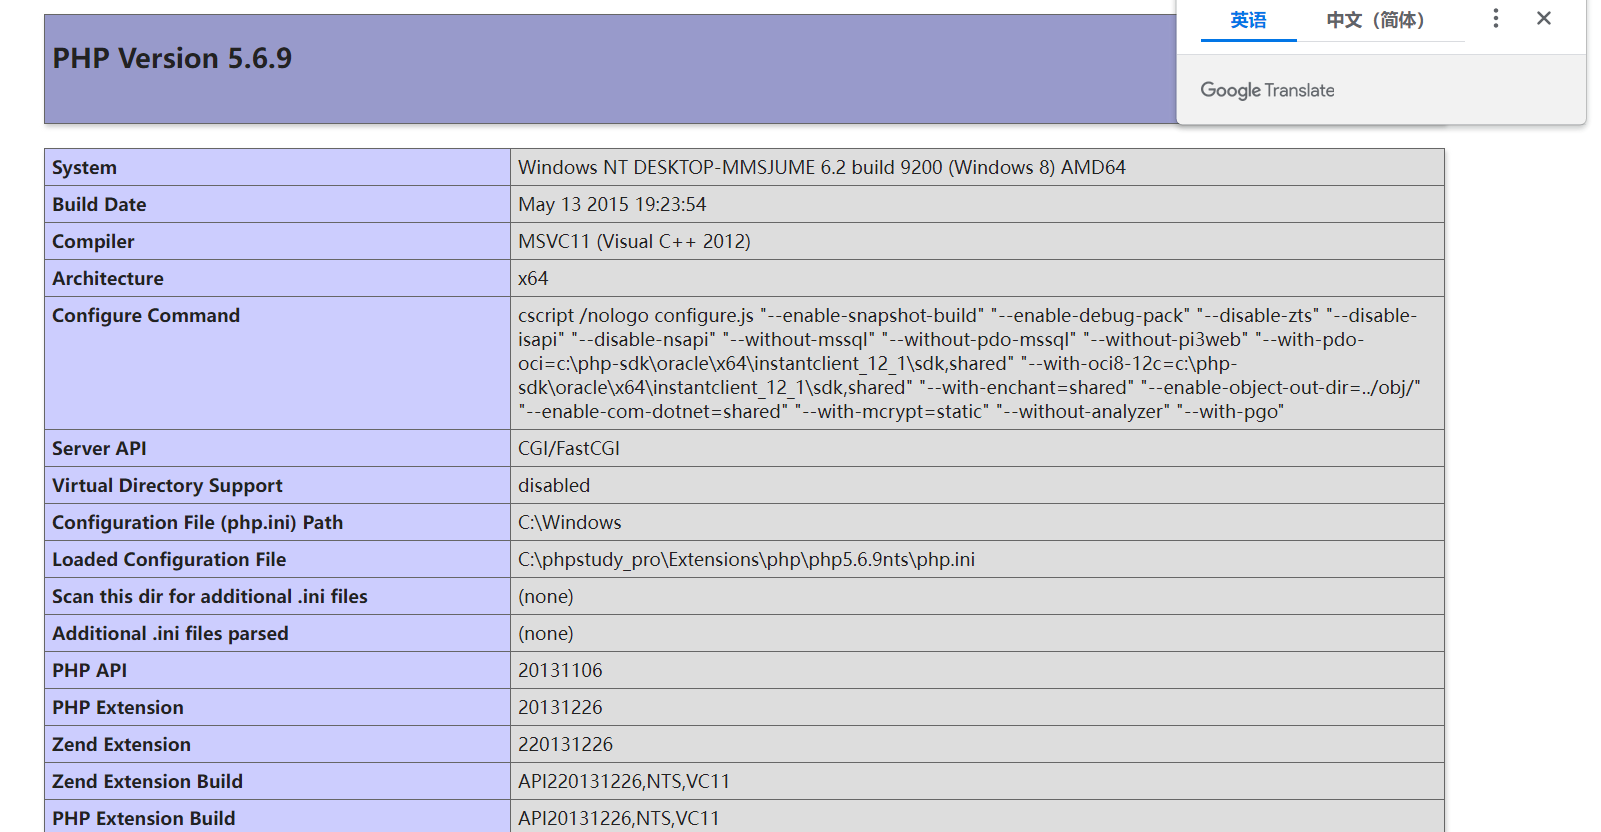 英语 中文（简体）
Google Translate
PHP Version 5.6.9
System Windows NT DESKTOP-MMSJUME 6.2 build 9200 (Windows 8) AMD64
Build Date May 13 2015 19:23:54
Compiler MSVC11 (Visual C++ 2012)
Architecture x64
Configure Command cscript /nologo configure.js "--enable-snapshot-build" "--enable-debug-pack" "--disable-zts" "--disable-
isapi" "--disable-nsapi" "--without-mssql" "--without-pdo-mssql" "--without-pi3web" "--with-pdo-
oci=c:\php-sdk\oracle\x64\instantclient_12_1\sdk,shared" "--with-oci8-12c=c:\php-
sdk\oracle\x64\instantclient_12_1\sdk,shared" "--with-enchant=shared" "--enable-object-out-dir=../obj/"
"--enable-com-dotnet=shared" "--with-mcrypt=static" "--without-analyzer" "--with-pgo"
Server API CGI/FastCGI
Virtual Directory Support disabled
Configuration File (php.ini) Path C:\Windows
Loaded Configuration File C:\phpstudy_pro\Extensions\php\php5.6.9nts\php.ini
Scan this dir for additional .ini files (none)
Additional .ini files parsed (none)
PHP API 20131106
PHP Extension 20131226
Zend Extension 220131226
Zend Extension Build API220131226,NTS,VC11
PHP Extension Build API20131226,NTS,VC11